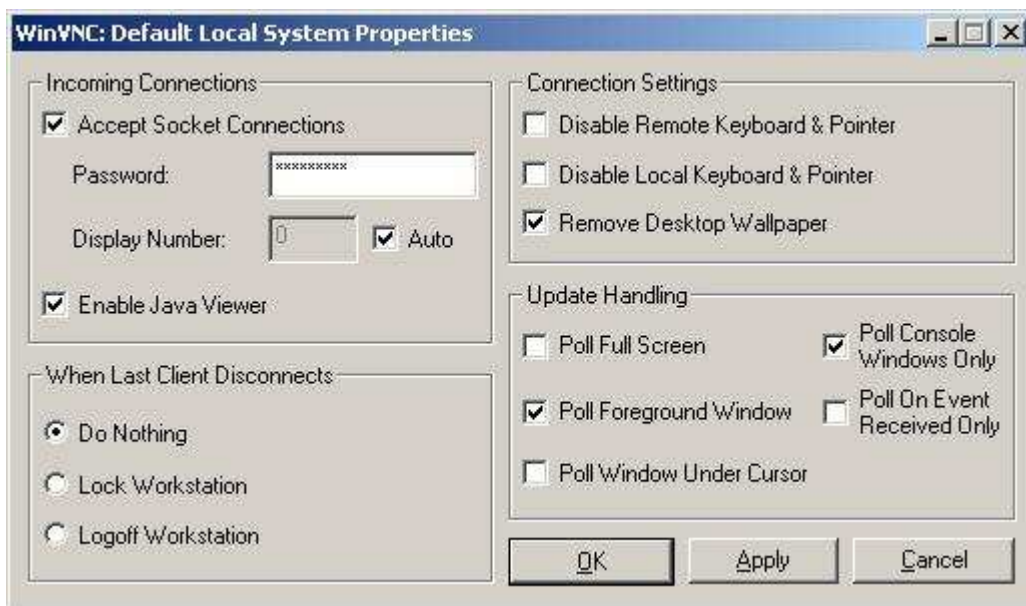 WinVNC: Default Local System Properties
Incoming Connections
Accept Socket Connections
Password: *********
Display Number: 0 Auto
Enable Java Viewer
When Last Client Disconnects
Do Nothing
Lock Workstation
Logoff Workstation
Connection Settings
Disable Remote Keyboard & Pointer
Disable Local Keyboard & Pointer
Remove Desktop Wallpaper
Update Handling
Poll Full Screen
Poll Console
Windows Only
Poll Foreground Window
Poll On Event
Received Only
Poll Window Under Cursor
OK Apply Cancel